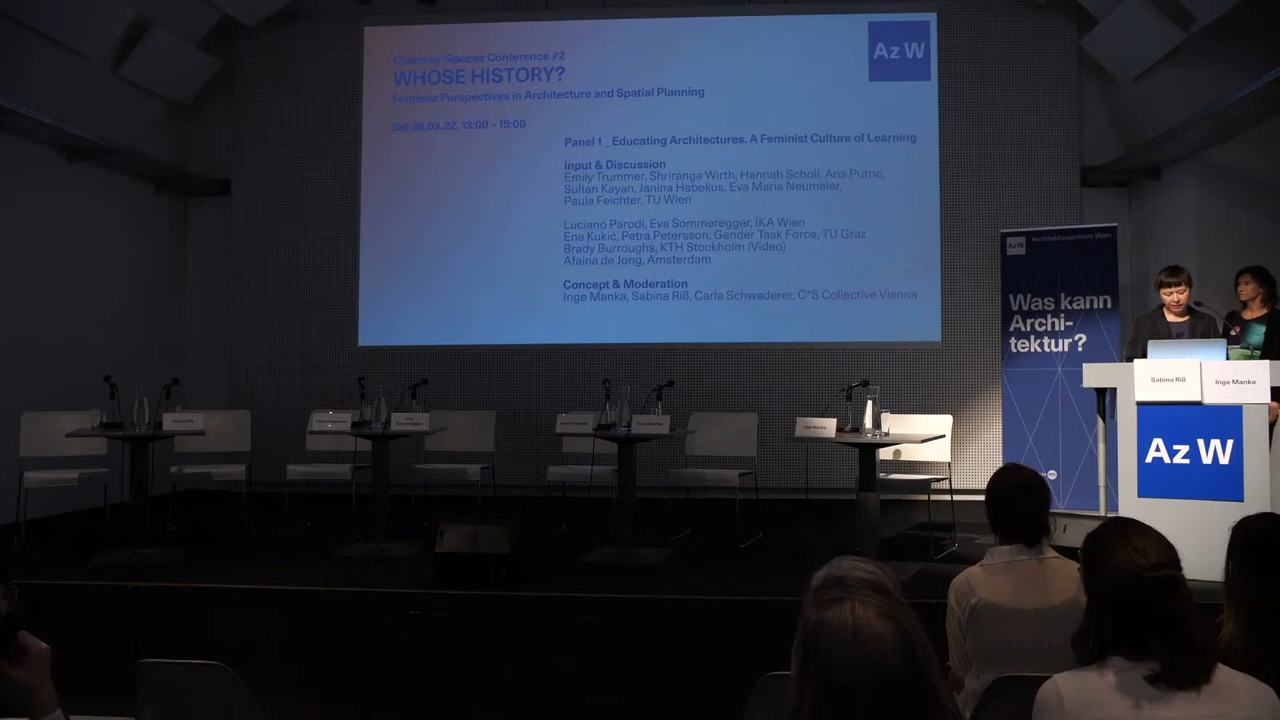 Claiming*Spaces Conference #2
WHOSE HISTORY?
Feminist Perspectives in Architecture and Spatial Planning
Sat 26.03.22, 13:00 – 15:00
Az W
Panel 1_ Educating Architectures. A Feminist Culture of Learning
Input & Discussion
Emily Trummer, Shriranga Wirth, Hannah Scholl, Ana Putric,
Sultan Kayan, Janina Habekus, Eva Maria Neumaier,
Paula Feichter, TU Wien
Luciano Parodi, Eva Sommeregger, IKA Wien
Ena Kukić, Petra Petersson, Gender Task Force, TU Graz
Brady Burroughs, KTH Stockholm (Video)
Afaina de Jong, Amsterdam
Concept & Moderation
Inge Manka, Sabina Riß, Carla Schwaderer, C*S Collective Vienna
Az W
Architekturzentrum Wien
Was kann
Archi-
tektur?
Sabina Riß
Inge Manka
Az W
Inge Manka